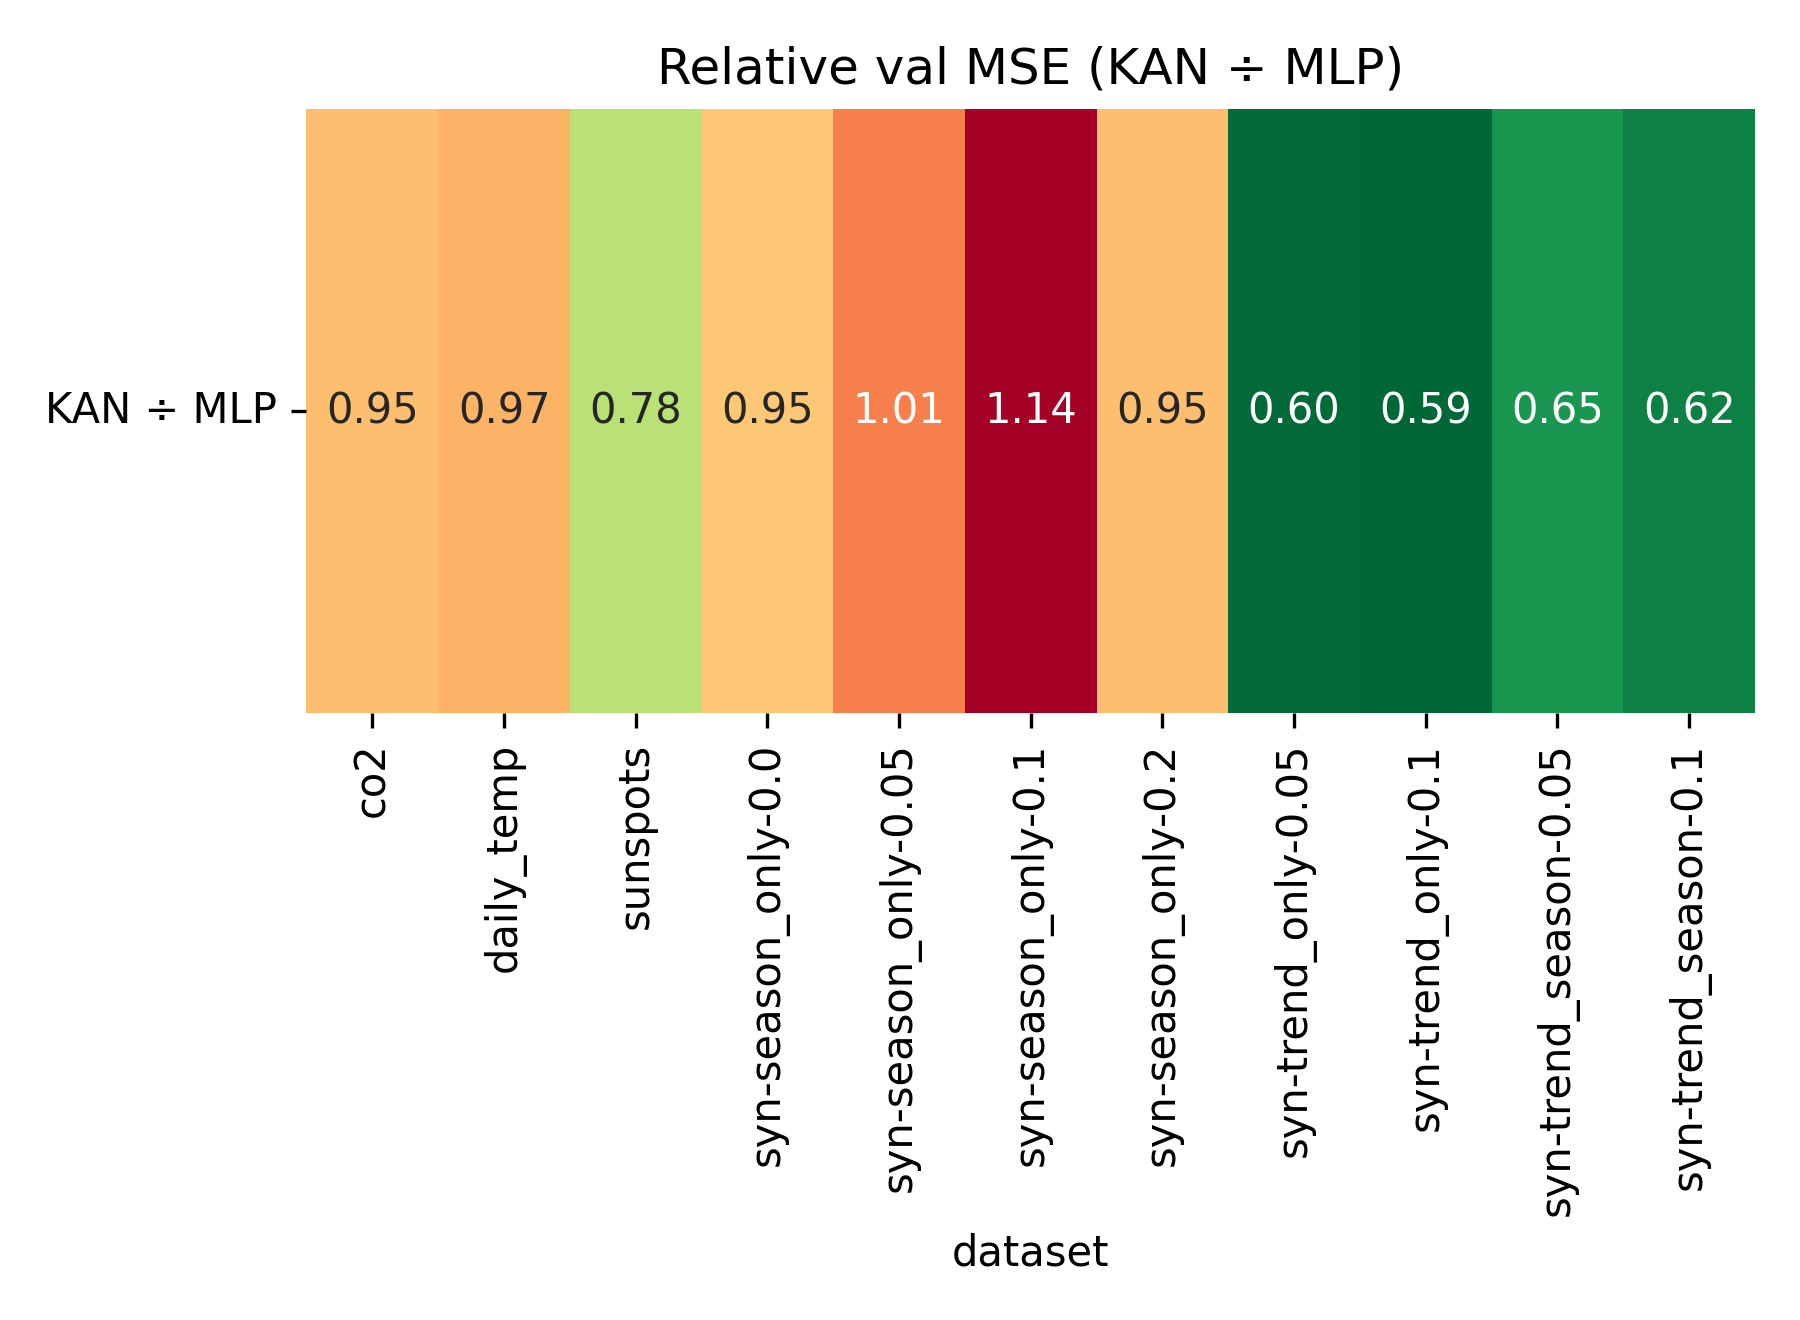 Relative val MSE (KAN ÷ MLP)
KAN ÷ MLP
0.95 0.97 0.78 0.95 1.01 1.14 0.95 0.60 0.59 0.65 0.62
co2
daily_temp
sunspots
syn-season_only-0.0
syn-season_only-0.05
syn-season_only-0.1
syn-season_only-0.2
syn-trend_only-0.05
syn-trend_only-0.1
syn-trend_season-0.05
syn-trend_season-0.1
dataset